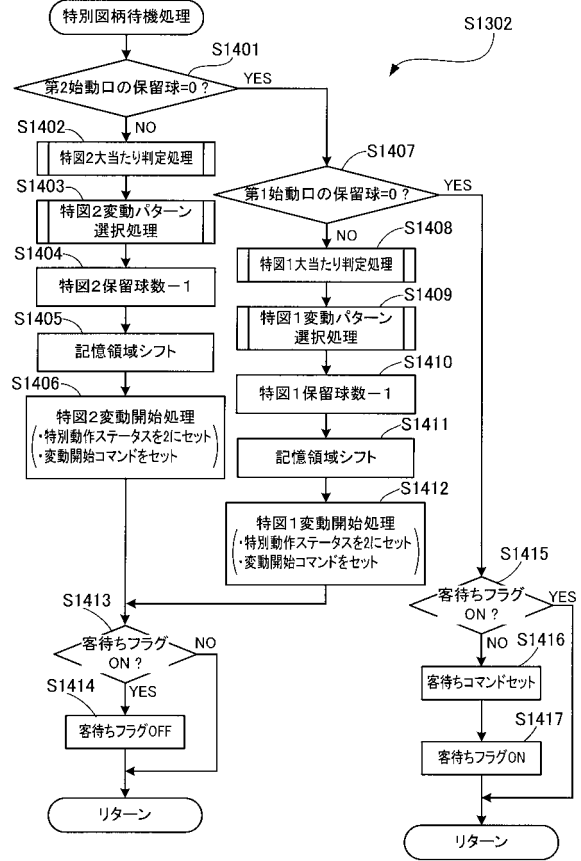 特別図柄待機処理
S1302
S1401
第2始動口の保留球=0？
YES
NO
S1402
特図2大当たり判定処理
S1403
特図2変動パターン
選択処理
S1404
特図2保留球数－1
S1405
記憶領域シフト
S1406
特図2変動開始処理
・特別動作ステータスを2にセット
・変動開始コマンドをセット
S1407
第1始動口の保留球=0？
YES
NO
S1408
特図1大当たり判定処理
S1409
特図1変動パターン
選択処理
S1410
特図1保留球数－1
S1411
記憶領域シフト
S1412
特図1変動開始処理
・特別動作ステータスを2にセット
・変動開始コマンドをセット
S1413
客待ちフラグ
ON？
NO
YES
S1414
客待ちフラグOFF
リターン
S1415
客待ちフラグ
ON？
YES
NO
S1416
客待ちコマンドセット
S1417
客待ちフラグON
リターン